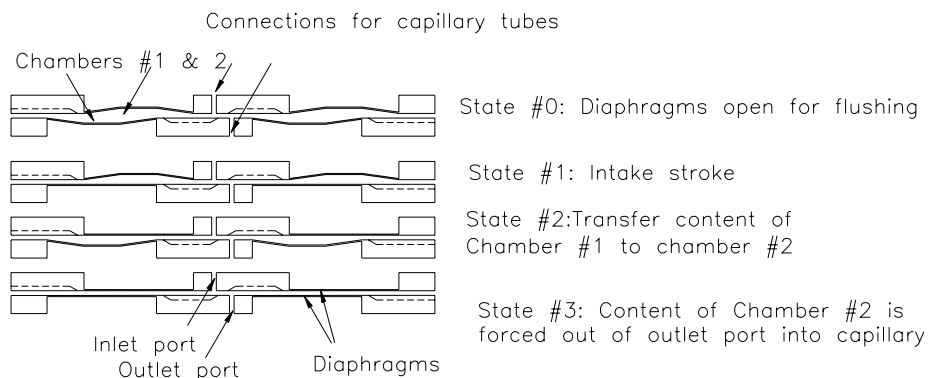 Connections for capillary tubes
Chambers #1 & 2
State #0: Diaphragms open for flushing
State #1: Intake stroke
State #2:Transfer content of
Chamber #1 to chamber #2
State #3: Content of Chamber #2 is
forced out of outlet port into capillary
Inlet port
Outlet port
Diaphragms